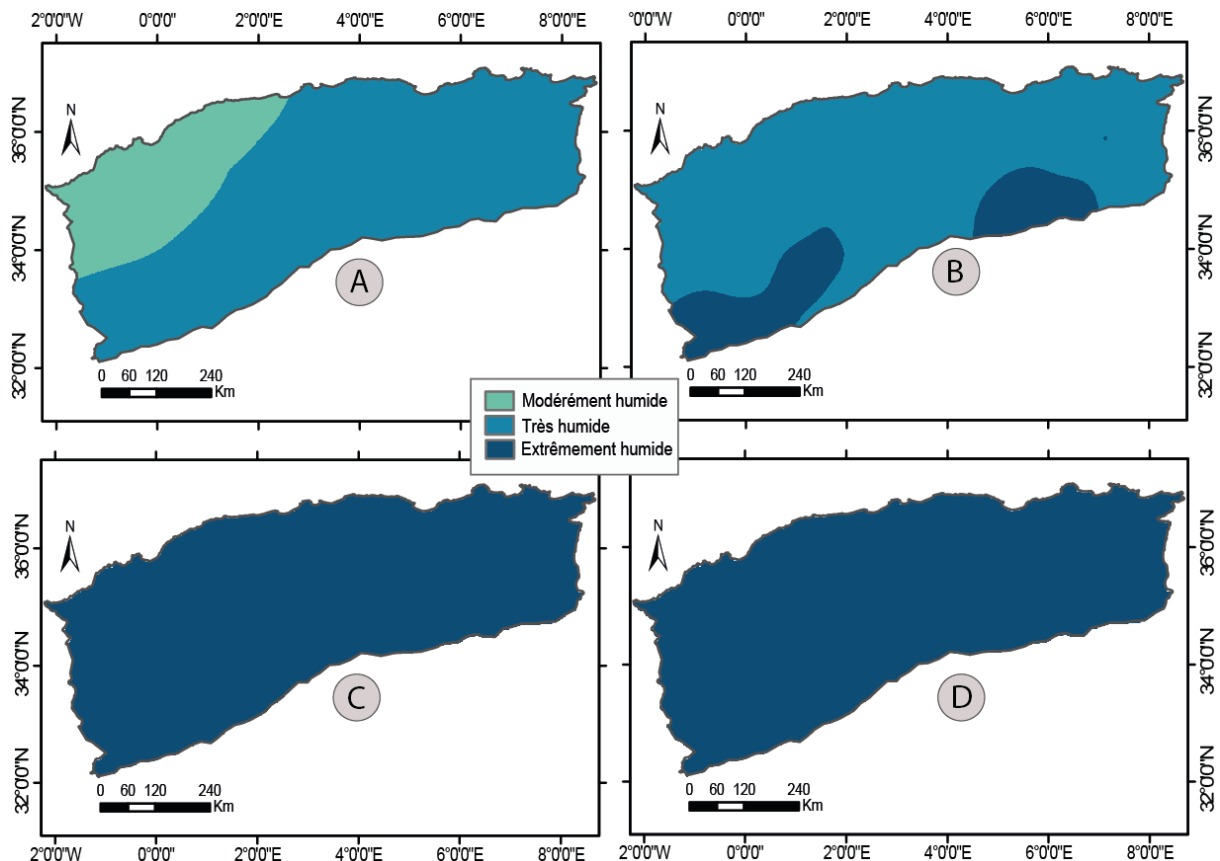 2°0'0"W 0°0'0" 2°0'0"E 4°0'0"E 6°0'0"E 8°0'0"E
°0'0"W 0°0'0" 2°0'0"E 4°0'0"E 6°0'0"E 8°0'0"E
36°0'0"N
34°0'0"N
32°0'0"N
N
A
0 60 120 240
Km
N
B
0 60 120 240
Km
36°0'0"N
34°0'0"N
32°0'0"N
Modérément humide
Très humide
Extrêmement humide
36°0'0"N
34°0'0"N
32°0'0"N
N
C
0 60 120 240
Km
N
D
0 60 120 240
Km
36°0'0"N
34°0'0"N
32°0'0"N
2°0'0"W 0°0'0" 2°0'0"E 4°0'0"E 6°0'0"E 8°0'0"E
2°0'0"W 0°0'0" 2°0'0"E 4°0'0"E 6°0'0"E 8°0'0"E